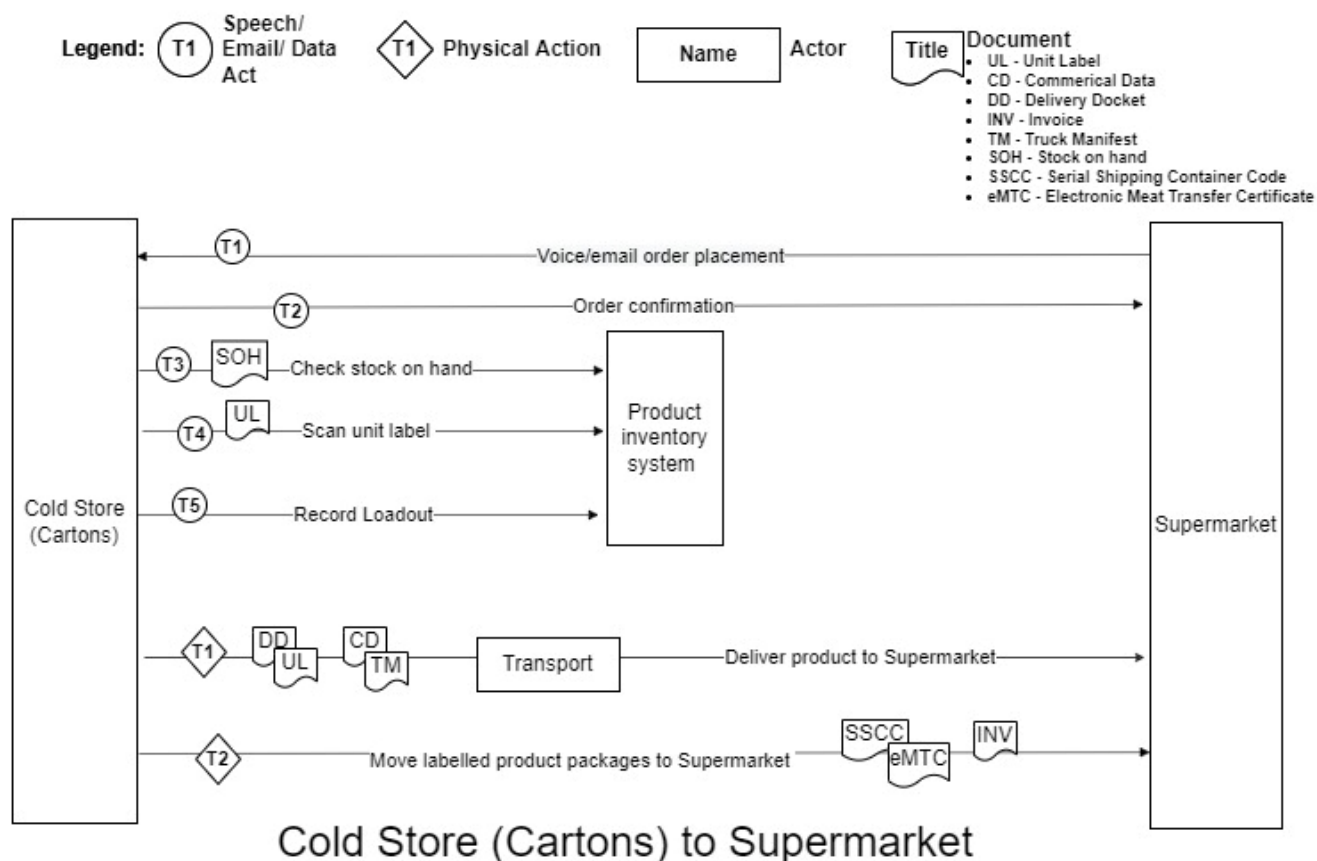 Legend:
T1
Speech/
Email/ Data
Act
T1
Physical Action
Name
Actor
Title
Document
• UL - Unit Label
• CD - Commerical Data
• DD - Delivery Docket
• INV - Invoice
• TM - Truck Manifest
• SOH - Stock on hand
• SSCC - Serial Shipping Container Code
• eMTC - Electronic Meat Transfer Certificate
Cold Store
(Cartons)
T1
Voice/email order placement
T2
Order confirmation
T3
SOH
Check stock on hand
T4
UL
Scan unit label
T5
Record Loadout
Product
inventory
system
Supermarket
T1
DD
UL
CD
TM
Transport
Deliver product to Supermarket
T2
Move labelled product packages to Supermarket
SSCC
eMTC
INV
Cold Store (Cartons) to Supermarket